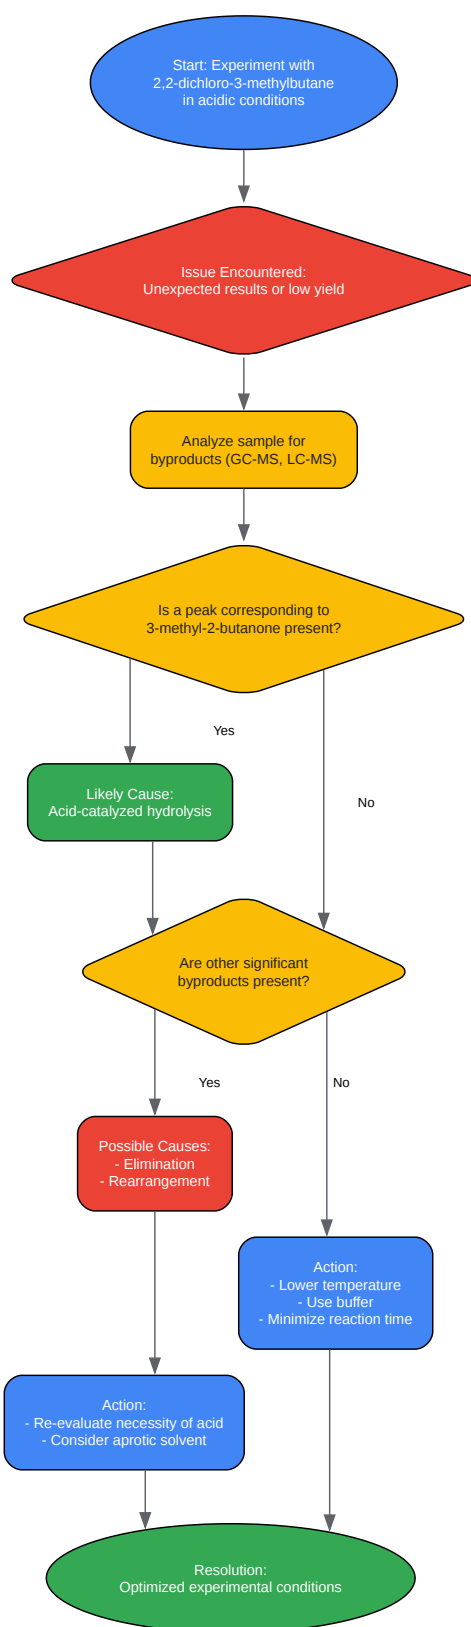 Start: Experiment with
2,2-dichloro-3-methylbutane
in acidic conditions
Issue Encountered:
Unexpected results or low yield
Analyze sample for
byproducts (GC-MS, LC-MS)
Is a peak corresponding to
3-methyl-2-butanone present?
Yes
Likely Cause:
Acid-catalyzed hydrolysis
No
Are other significant
byproducts present?
Yes
No
Possible Causes:
- Elimination
- Rearrangement
Action:
- Lower temperature
- Use buffer
- Minimize reaction time
Action:
- Re-evaluate necessity of acid
- Consider aprotic solvent
Resolution:
Optimized experimental conditions